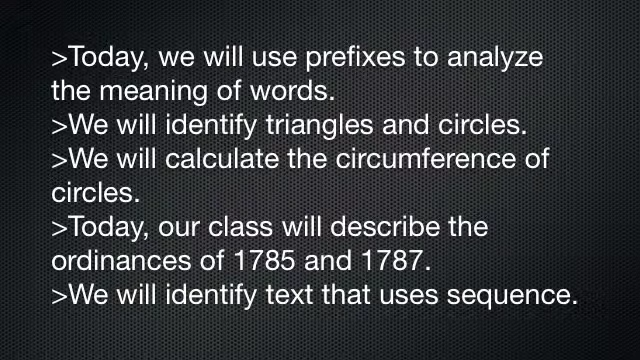 >Today, we will use prefixes to analyze
the meaning of words.
>We will identify triangles and circles.
>We will calculate the circumference of
circles.
>Today, our class will describe the
ordinances of 1785 and 1787.
>We will identify text that uses sequence.